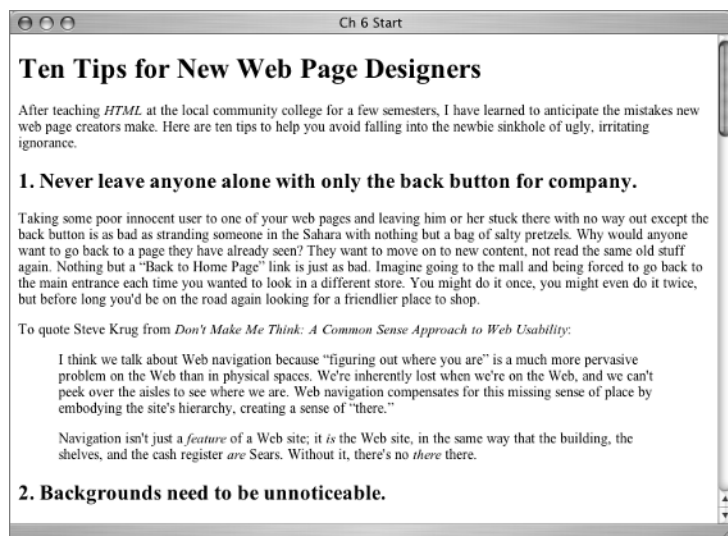 Ch 6 Start
Ten Tips for New Web Page Designers
After teaching HTML at the local community college for a few semesters, I have learned to anticipate the mistakes new
web page creators make. Here are ten tips to help you avoid falling into the newbie sinkhole of ugly, irritating
ignorance.
1. Never leave anyone alone with only the back button for company.
Taking some poor innocent user to one of your web pages and leaving him or her stuck there with no way out except the
back button is as bad as stranding someone in the Sahara with nothing but a bag of salty pretzels. Why would anyone
want to go back to a page they have already seen? They want to move on to new content, not read the same old stuff
again. Nothing but a “Back to Home Page” link is just as bad. Imagine going to the mall and being forced to go back to
the main entrance each time you wanted to look in a different store. You might do it once, you might even do it twice,
but before long you'd be on the road again looking for a friendlier place to shop.
To quote Steve Krug from Don't Make Me Think: A Common Sense Approach to Web Usability:
I think we talk about Web navigation because “figuring out where you are” is a much more pervasive
problem on the Web than in physical spaces. We're inherently lost when we're on the Web, and we can't
peek over the aisles to see where we are. Web navigation compensates for this missing sense of place by
embodying the site's hierarchy, creating a sense of “there.”
Navigation isn't just a feature of a Web site; it is the Web site, in the same way that the building, the
shelves, and the cash register are Sears. Without it, there's no there there.
2. Backgrounds need to be unnoticeable.